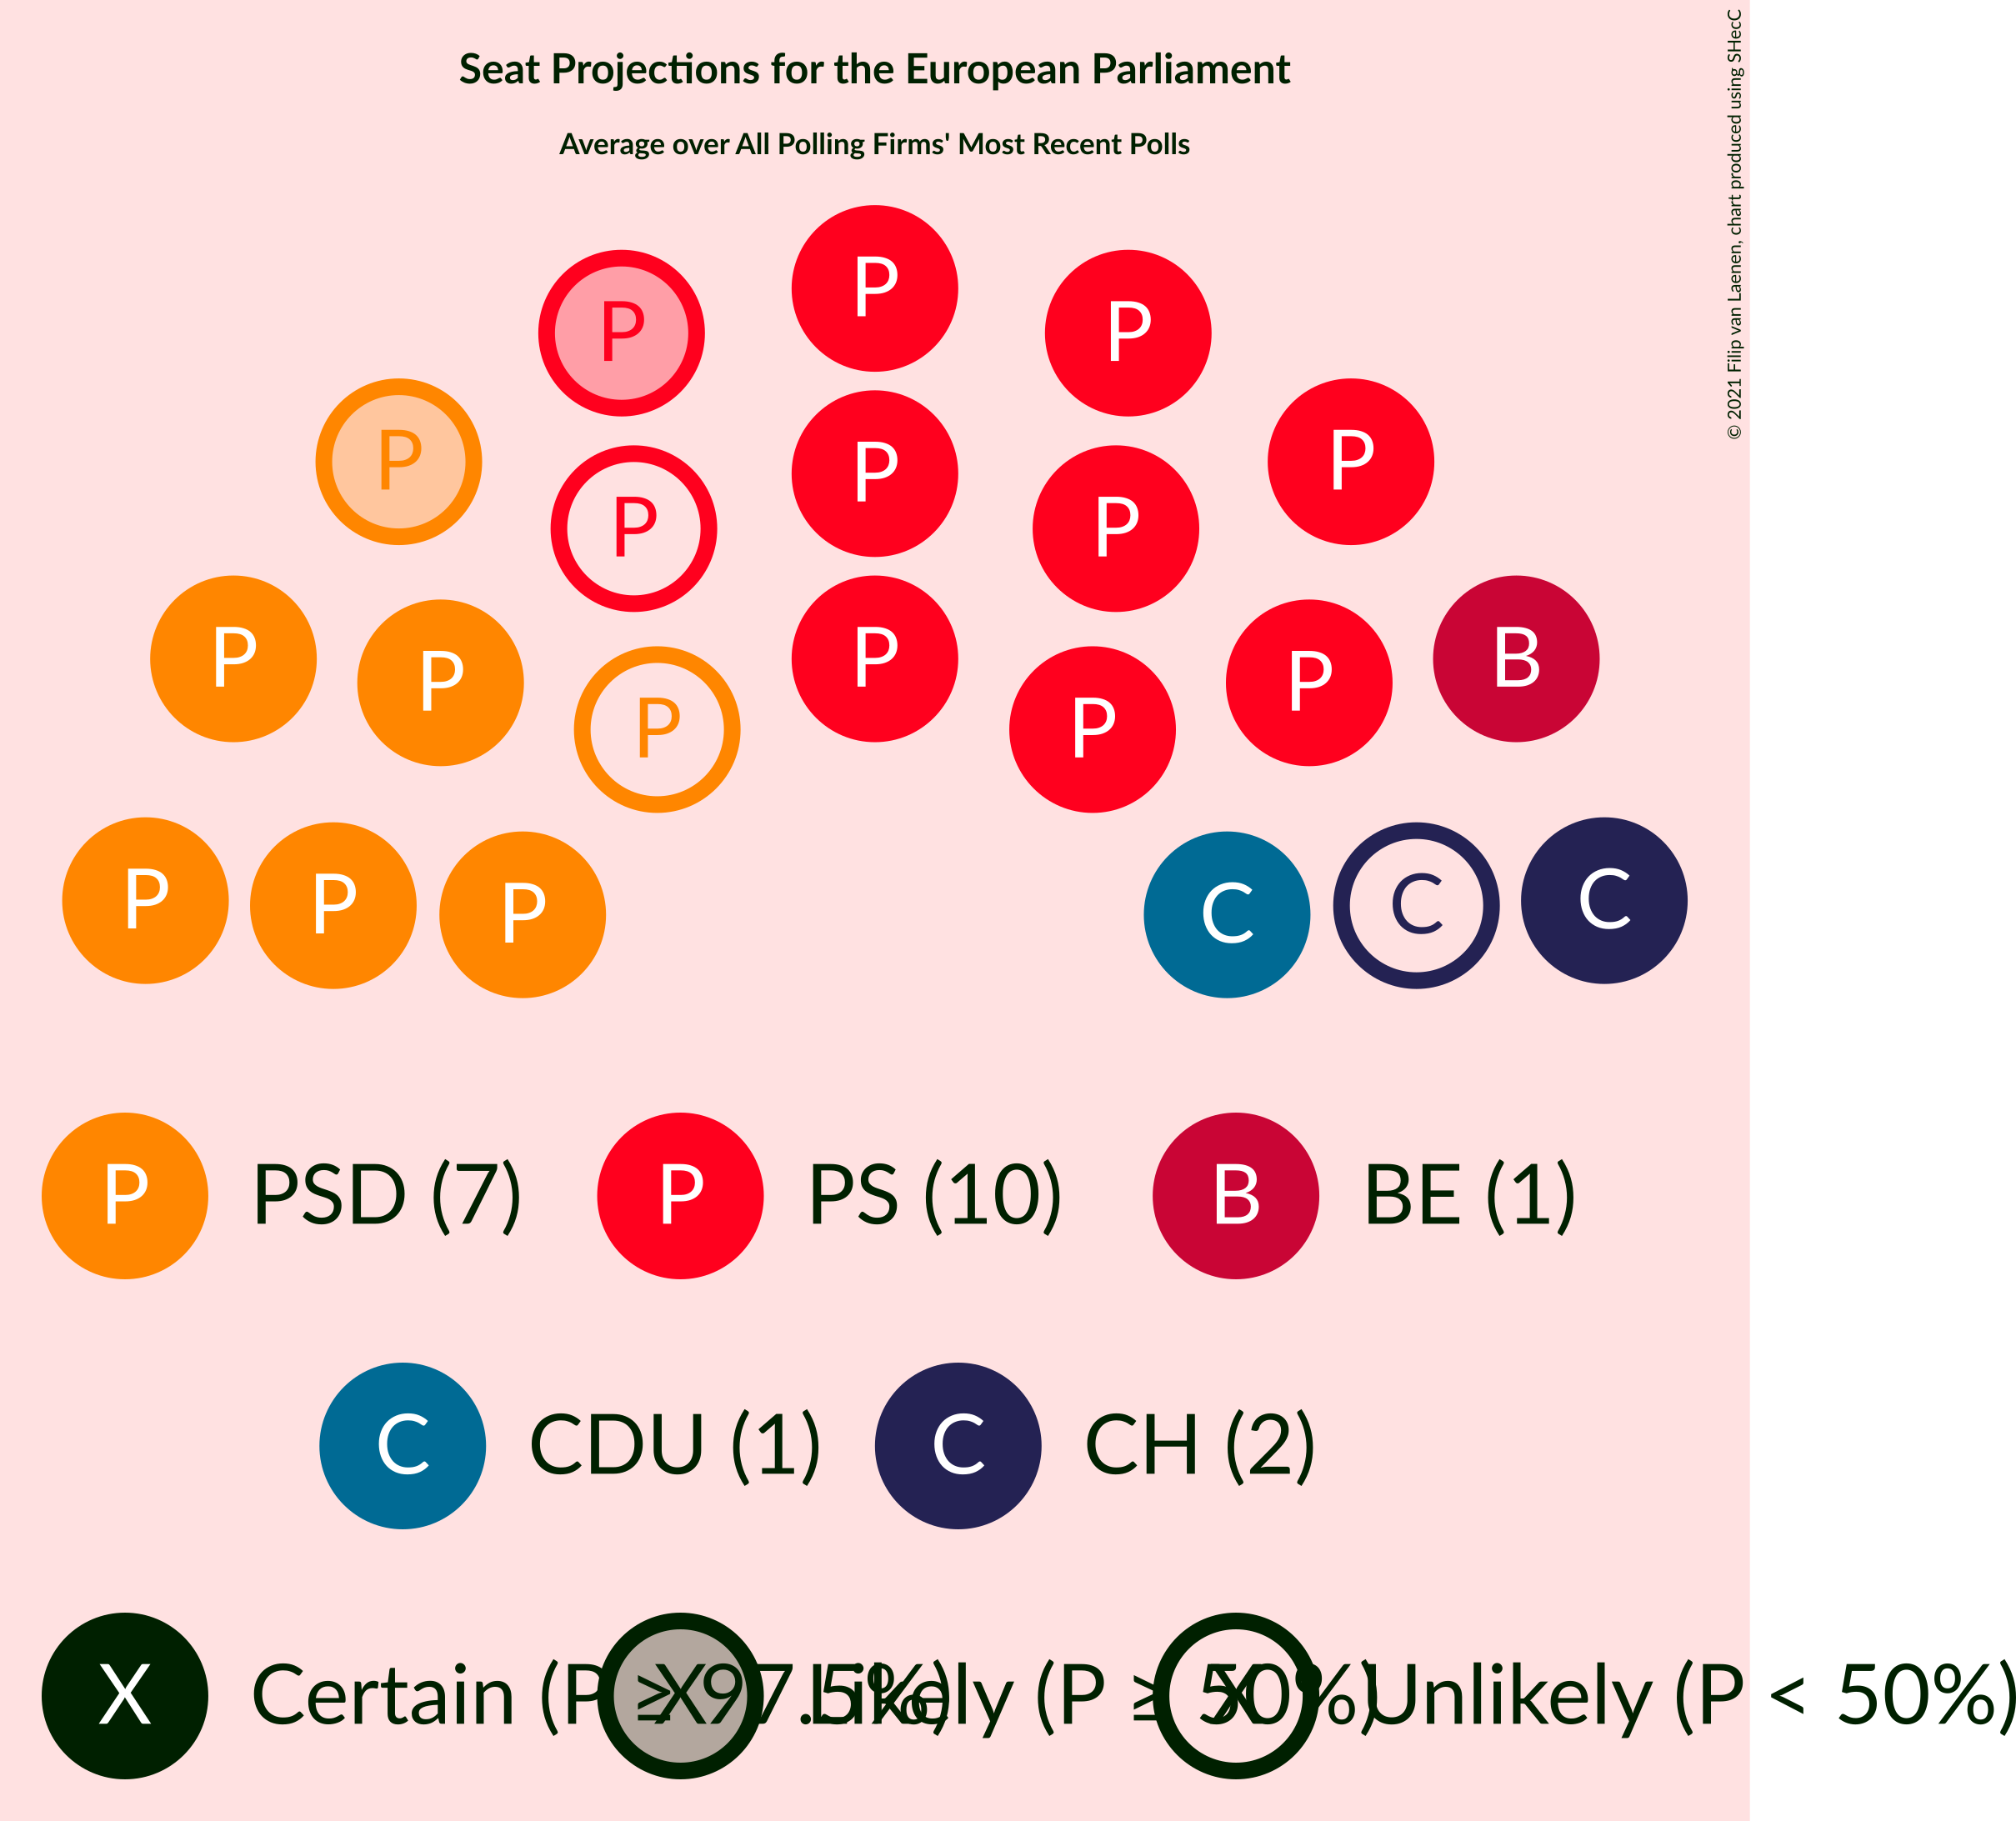 Seat Projections for the European Parliament
Average over All Polling Firms' Most Recent Polls
© 2021 Filip van Laenen, chart produced using SHecC
P
P P
P P P
P P
P P B
P P
P P
P P P C C C
P PSD (7) P PS (10) B BE (1)
C CDU (1) C CH (2)
X Certain (P ≥ 97.5%) X Likely (P ≥ 50%) X Unlikely (P < 50%)